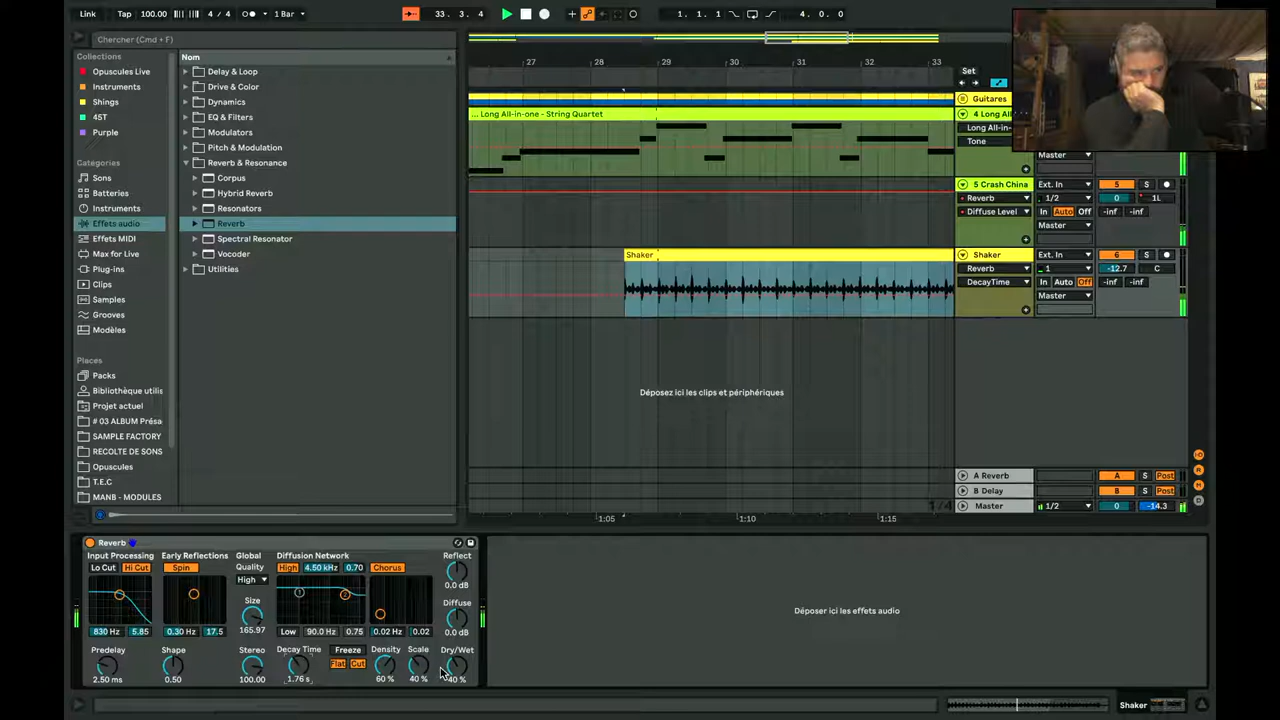 Link Tap 100.00 4 / 4 1 Bar 33. 3. 4 1. 1. 1 4. 0. 0
Chercher (Cmd + F)
Collections
Opuscules Live
Instruments
Shings
45T
Purple
Catégories
Sons
Batteries
Instruments
Effets audio
Effets MIDI
Max for Live
Plug-ins
Clips
Samples
Grooves
Modèles
Places
Packs
Bibliothèque utilis
Projet actuel
# 03 ALBUM Présa
SAMPLE FACTORY
RECOLTE DE SONS
Opuscules
T.E.C
MANB - MODULES
Nom
Delay & Loop
Drive & Color
Dynamics
EQ & Filters
Modulators
Pitch & Modulation
Reverb & Resonance
Corpus
Hybrid Reverb
Resonators
Reverb
Spectral Resonator
Vocoder
Utilities
27 28 29 30 31 32 33
Set
Guitares
... Long All-in-one - String Quartet
4 Long All
Long All-in-
Tone
Master
5 Crash China Ext. In 5 S
Reverb 1/2 0 1L
Diffuse Level In Auto Off -inf -inf
Master
Shaker
Shaker Ext. In 6 S
Reverb 1 -12.7 C
DecayTime In Auto Off -inf -inf
Master
Déposez ici les clips et périphériques
A Reverb A S Post
B Delay B S Post
1/4 Master 1/2 0 -14.3
1:05 1:10 1:15
Reverb
Input Processing Early Reflections Global Diffusion Network Reflect
Lo Cut Hi Cut Spin Quality High 4.50 kHz 0.70 Chorus
High 0.0 dB
Size Diffuse
165.97
830 Hz 5.85 0.30 Hz 17.5 Low 90.0 Hz 0.75 0.02 Hz 0.02 0.0 dB
Predelay Shape Stereo Decay Time Freeze Density Scale Dry/Wet
Flat Cut
2.50 ms 0.50 100.00 1.76 s 60 % 40 % 40 %
Déposer ici les effets audio
Shaker